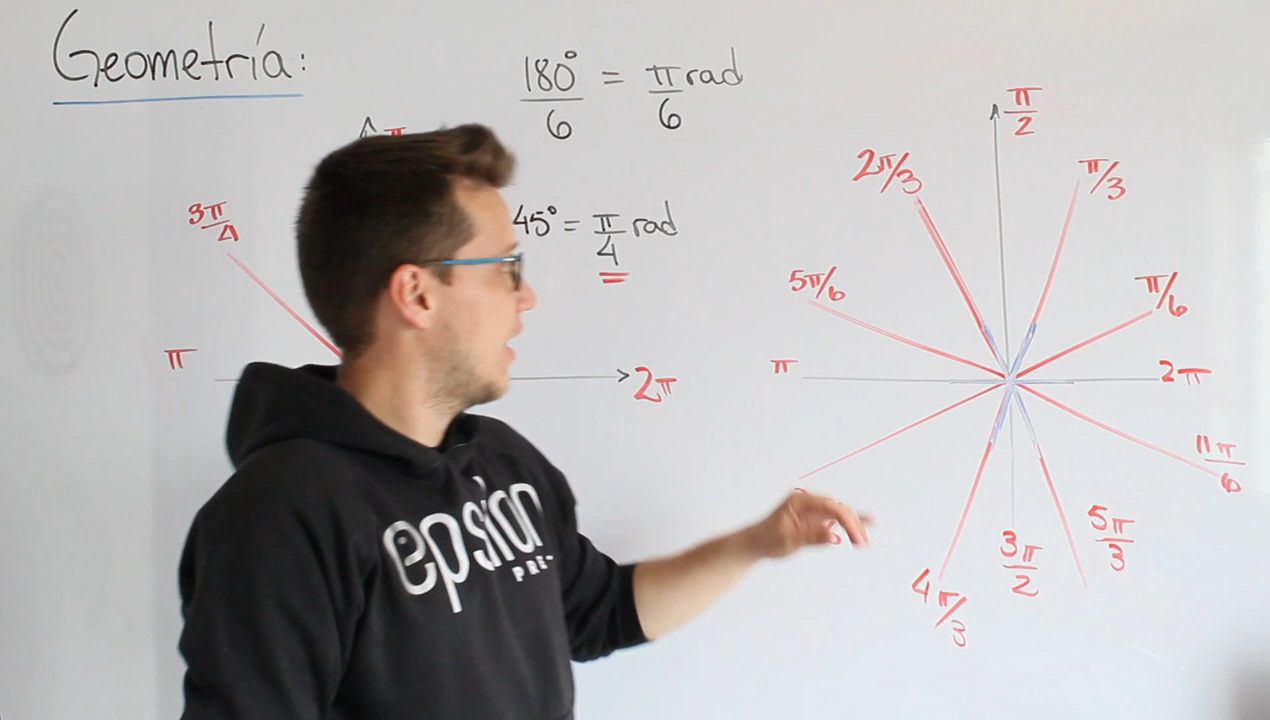 Geometría:
180° = π rad
6 6
45° = π rad
4
3π
4
π
2π
π
2
2π/3
π/3
5π/6
π/6
π
2π
11π
6
5π
3
3π
2
4π/3
epsilon
PRE-